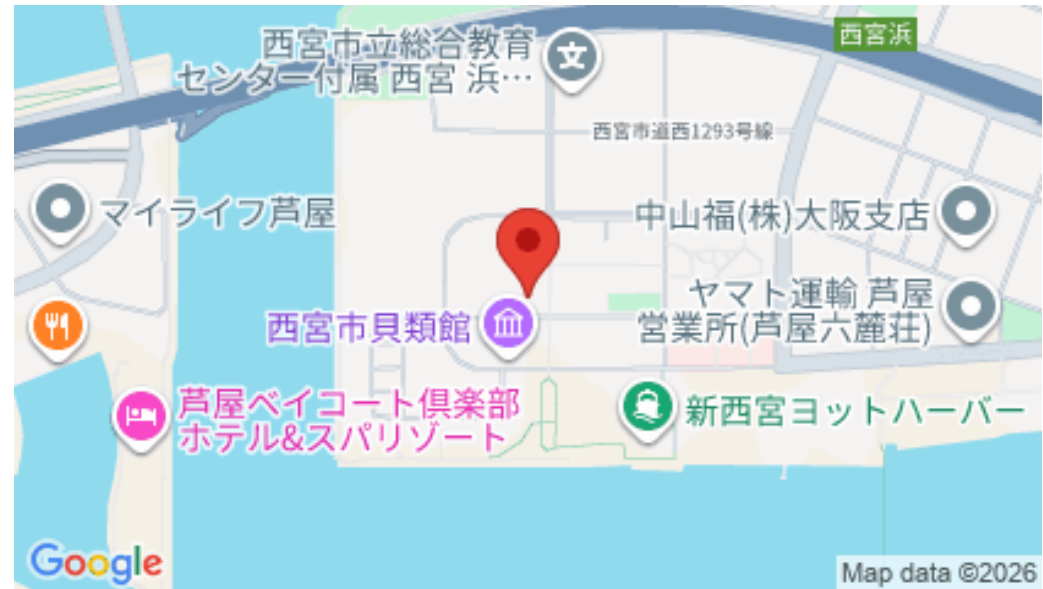 西宮浜
西宮市立総合教育
センター付属 西宮 浜…
文
西宮市道西1293号線
マイライフ芦屋
中山福(株)大阪支店
ヤマト運輸 芦屋
営業所(芦屋六麓荘)
西宮市貝類館
芦屋ベイコート倶楽部
ホテル&スパリゾート
新西宮ヨットハーバー
Google
Map data ©2026